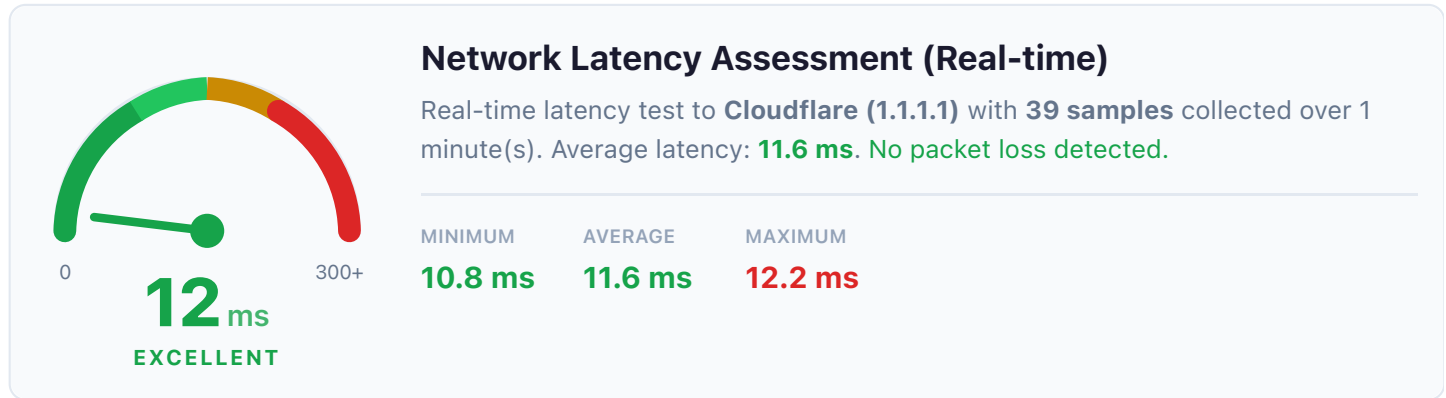 Network Latency Assessment (Real-time)
Real-time latency test to Cloudflare (1.1.1.1) with 39 samples collected over 1
minute(s). Average latency: 11.6 ms. No packet loss detected.
MINIMUM AVERAGE MAXIMUM
10.8 ms 11.6 ms 12.2 ms
0 300+
12 ms
EXCELLENT